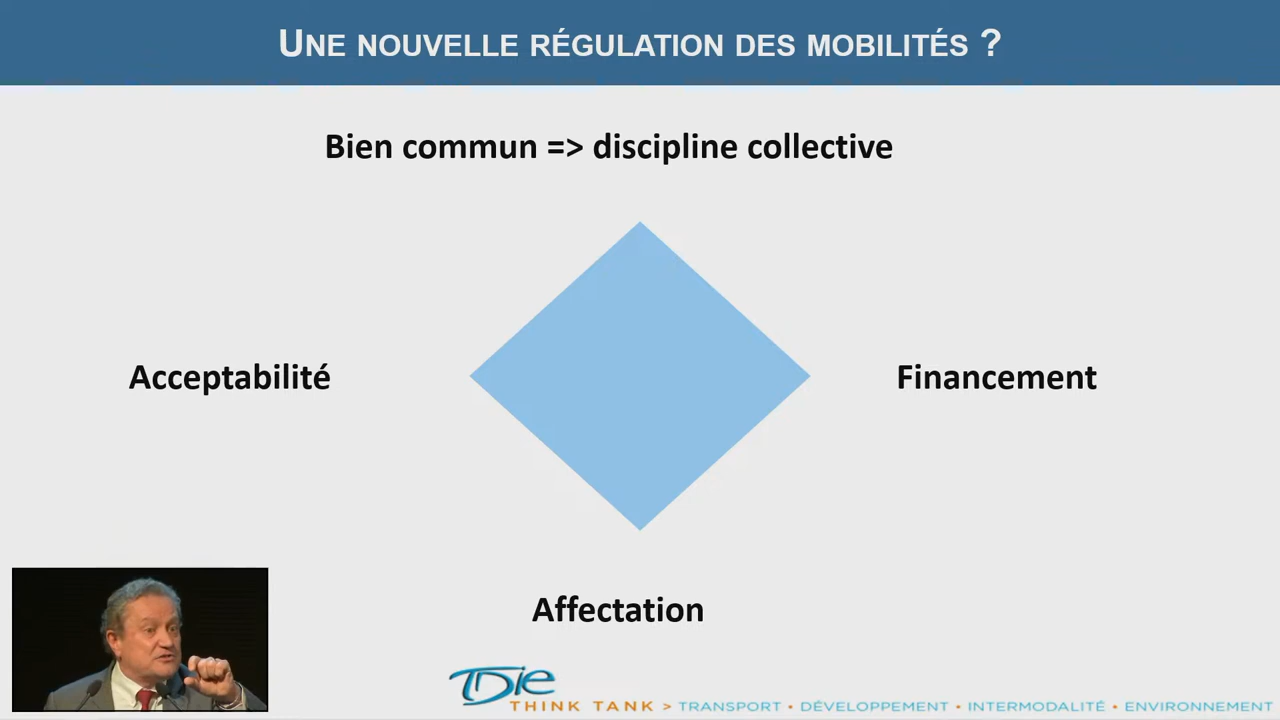 UNE NOUVELLE RÉGULATION DES MOBILITÉS ?
Bien commun => discipline collective
Acceptabilité
Financement
Affectation
TDie
THINK TANK > TRANSPORT • DÉVELOPPEMENT • INTERMODALITÉ • ENVIRONNEMENT